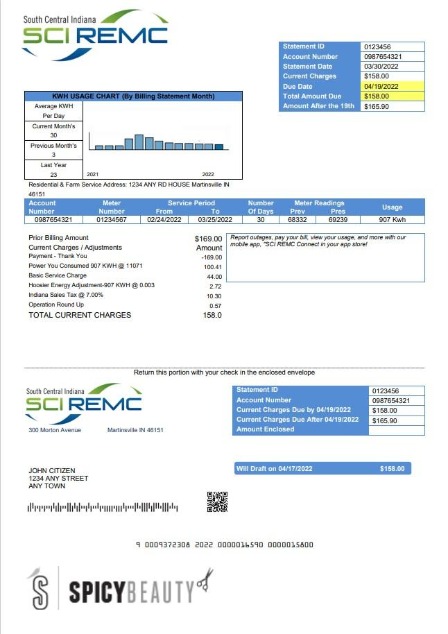 South Central Indiana
SCI REMC
Statement ID 0123456
Account Number 0987654321
Statement Date 03/30/2022
Current Charges $158.00
Due Date 04/19/2022
Total Amount Due $158.00
Amount After the 19th $165.90
KWH USAGE CHART (By Billing Statement Month)
Average KWH
Per Day
Current Month's
30
Previous Month's
3
Last Year
23
2021 2022
Residential & Farm Service Address: 1234 ANY RD HOUSE Martinsville IN
46151
Account Number Meter Number Service Period From To Number Of Days Meter Readings Prev Pres Usage
0987654321 01234567 02/24/2022 03/25/2022 30 68332 69239 907 Kwh
Prior Billing Amount $169.00
Current Charges / Adjustments Amount
Payment - Thank You -169.00
Power You Consumed 907 KWH @ 11071 100.41
Basic Service Charge 44.00
Hoosier Energy Adjustment-907 KWH @ 0.003 2.72
Indiana Sales Tax @ 7.00% 10.30
Operation Round Up 0.57
TOTAL CURRENT CHARGES 158.0
Report outages, pay your bill, view your usage, and more with our
mobile app, "SCI REMC Connect in your app store!
Return this portion with your check in the enclosed envelope
South Central Indiana
SCI REMC
300 Morton Avenue Martinsville IN 46151
Statement ID 0123456
Account Number 0987654321
Current Charges Due by 04/19/2022 $158.00
Current Charges Due After 04/19/2022 $165.90
Amount Enclosed
Will Draft on 04/17/2022 $158.00
JOHN CITIZEN
1234 ANY STREET
ANY TOWN
9 0009372308 2022 0000016590 0000015800
SPICYBEAUTY